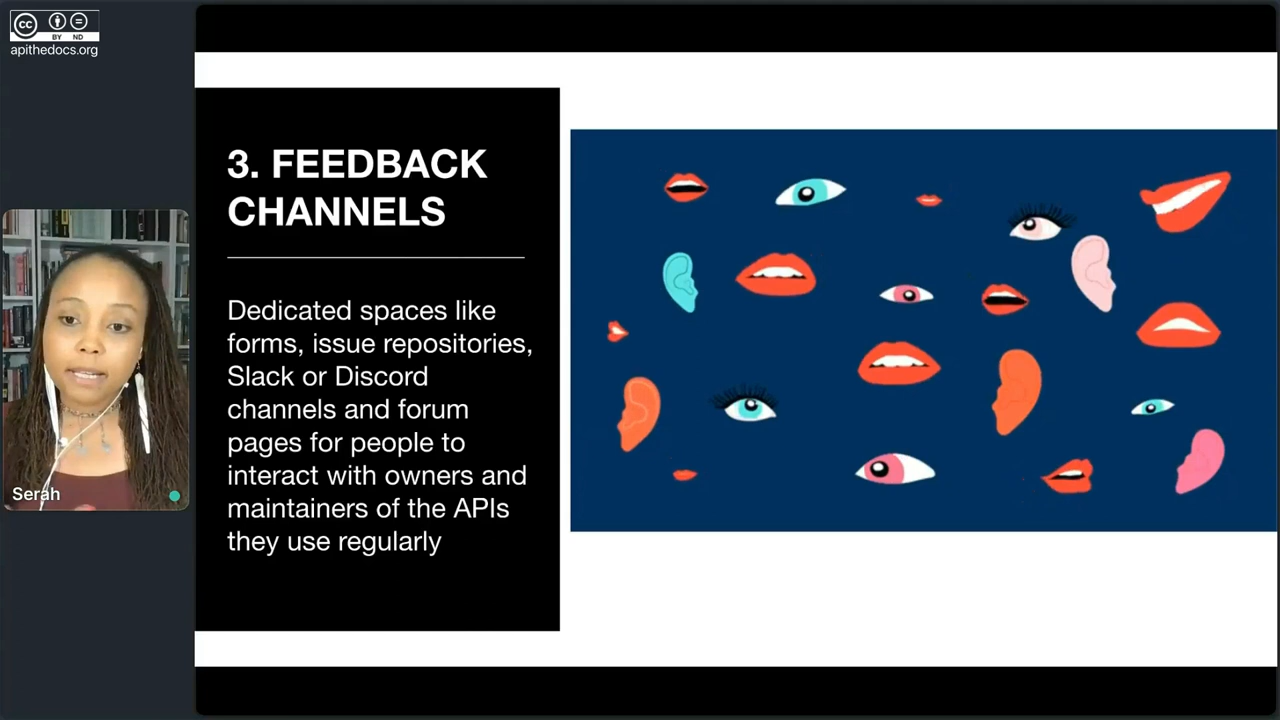 cc
BY ND
apithedocs.org
3. FEEDBACK
CHANNELS
Dedicated spaces like
forms, issue repositories,
Slack or Discord
channels and forum
pages for people to
interact with owners and
maintainers of the APIs
they use regularly
Serah